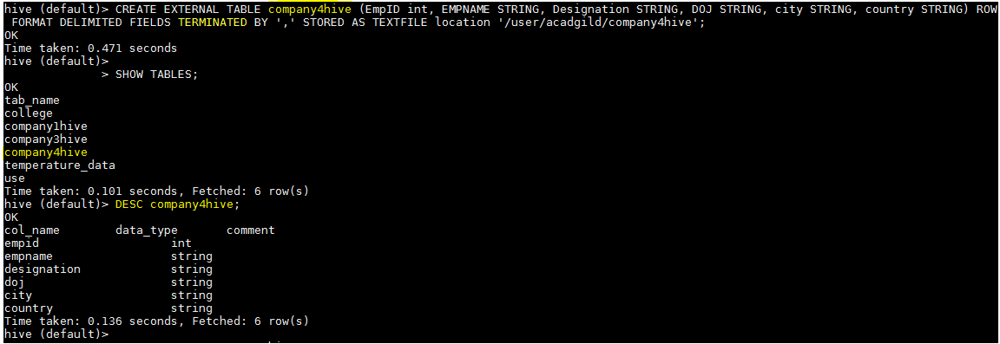 hive (default)> CREATE EXTERNAL TABLE company4hive (EmpID int, EMPNAME STRING, Designation STRING, DOJ STRING, city STRING, country STRING) ROW
FORMAT DELIMITED FIELDS TERMINATED BY ',' STORED AS TEXTFILE location '/user/acadgild/company4hive';
OK
Time taken: 0.471 seconds
hive (default)>
> SHOW TABLES;
OK
tab_name
college
company1hive
company3hive
company4hive
temperature_data
use
Time taken: 0.101 seconds, Fetched: 6 row(s)
hive (default)> DESC company4hive;
OK
col_name data_type comment
empid int
empname string
designation string
doj string
city string
country string
Time taken: 0.136 seconds, Fetched: 6 row(s)
hive (default)>